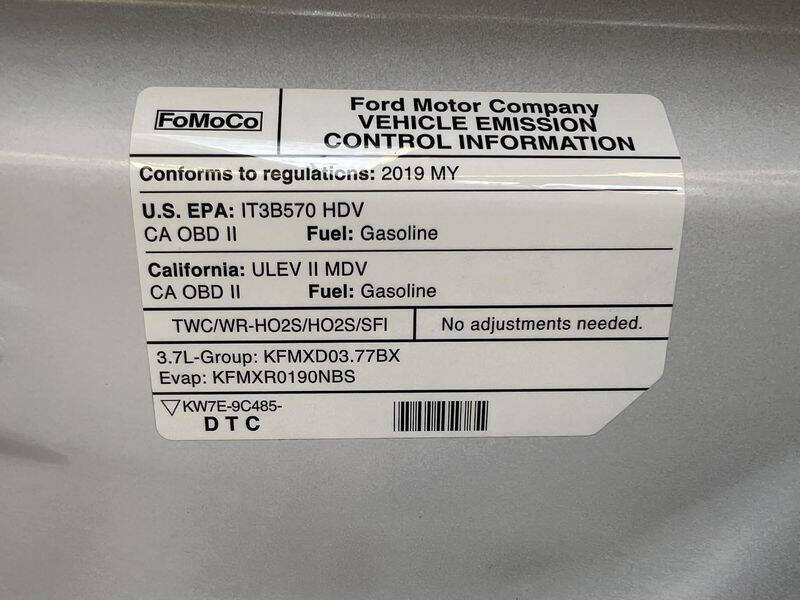 FoMoCo
Ford Motor Company
VEHICLE EMISSION
CONTROL INFORMATION
Conforms to regulations: 2019 MY
U.S. EPA: IT3B570 HDV
CA OBD II Fuel: Gasoline
California: ULEV II MDV
CA OBD II Fuel: Gasoline
TWC/WR-HO2S/HO2S/SFI No adjustments needed.
3.7L-Group: KFMXD03.77BX
Evap: KFMXR0190NBS
KW7E-9C485-
DTC